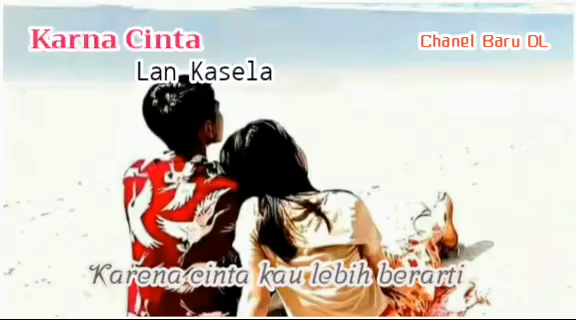 Karna Cinta
Chanel Baru OL
Lan Kasela
Karena cinta kau lebih berarti